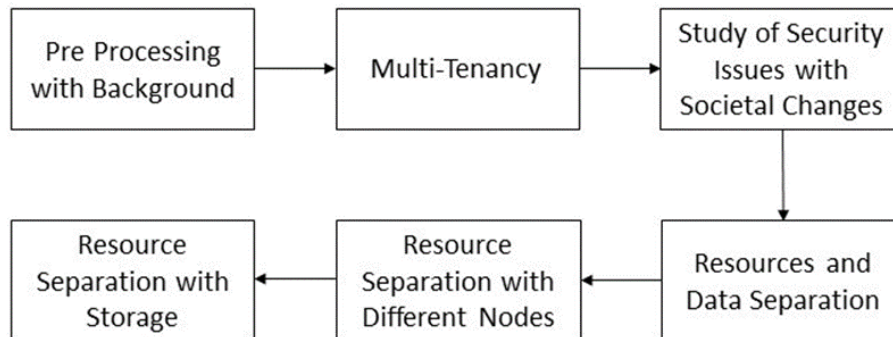 Pre Processing
with Background
Multi-Tenancy
Study of Security
Issues with
Societal Changes
Resources and
Data Separation
Resource
Separation with
Different Nodes
Resource
Separation with
Storage